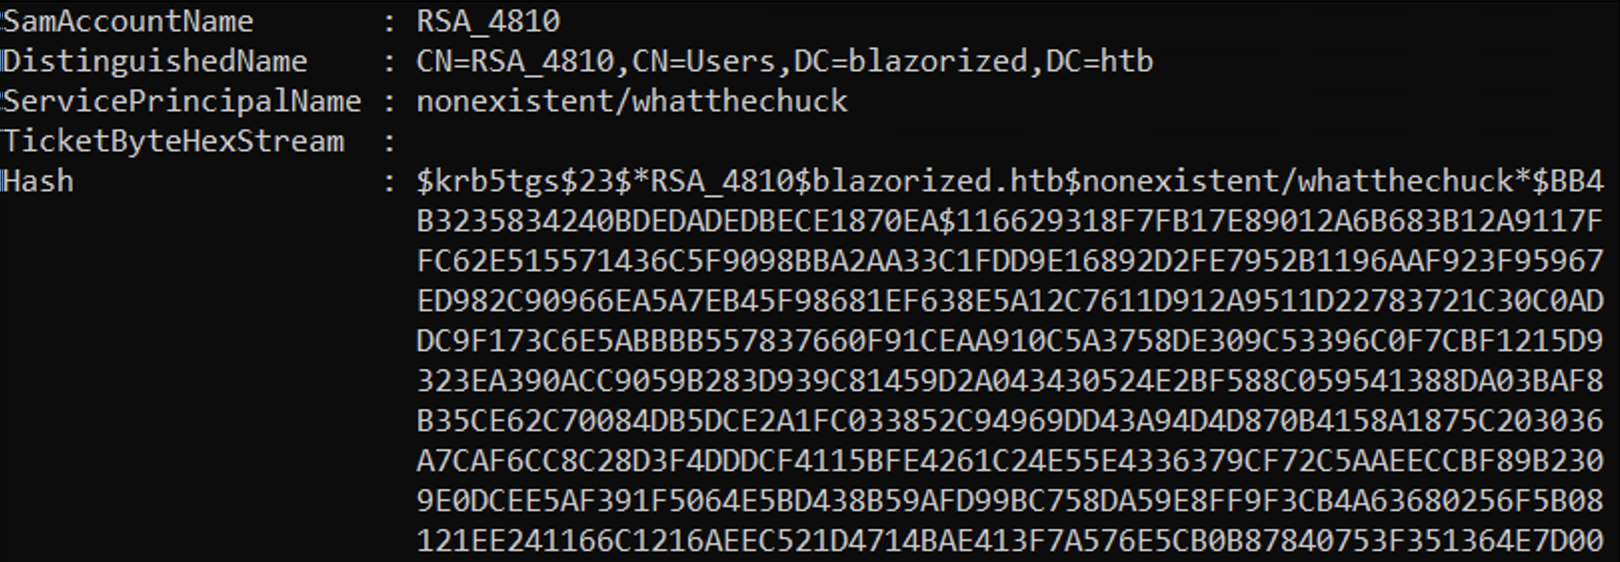 SamAccountName : RSA_4810
DistinguishedName : CN=RSA_4810,CN=Users,DC=blazorized,DC=htb
ServicePrincipalName : nonexistent/whatthechuck
TicketByteHexStream :
Hash : $krb5tgs$23$*RSA_4810$blazorized.htb$nonexistent/whatthechuck*$BB4
B3235834240BDEDADEDBECE1870EA$116629318F7FB17E89012A6B683B12A9117F
FC62E515571436C5F9098BBA2AA33C1FDD9E16892D2FE7952B1196AAF923F95967
ED982C90966EA5A7EB45F98681EF638E5A12C7611D912A9511D22783721C30C0AD
DC9F173C6E5ABBBB557837660F91CEAA910C5A3758DE309C53396C0F7CBF1215D9
323EA390ACC9059B283D939C81459D2A043430524E2BF588C059541388DA03BAF8
B35CE62C70084DB5DCE2A1FC033852C94969DD43A94D4D870B4158A1875C203036
A7CAF6CC8C28D3F4DDDCF4115BFE4261C24E55E4336379CF72C5AAEECCBF89B230
9E0DCEE5AF391F5064E5BD438B59AFD99BC758DA59E8FF9F3CB4A63680256F5B08
121EE241166C1216AEEC521D4714BAE413F7A576E5CB0B87840753F351364E7D00